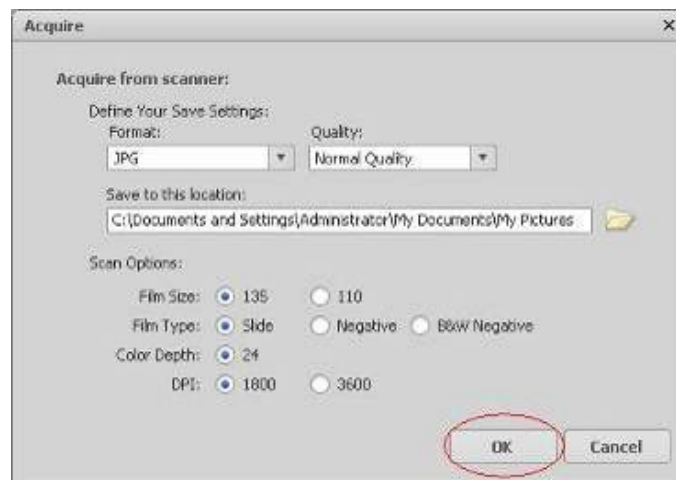 Acquire
Acquire from scanner:
Define Your Save Settings:
Format: Quality:
JPG Normal Quality
Save to this location:
C:\Documents and Settings\Administrator\My Documents\My Pictures
Scan Options:
Film Size: 135 110
Film Type: Slide Negative B&W Negative
Color Depth: 24
DPI: 1800 3600
OK Cancel